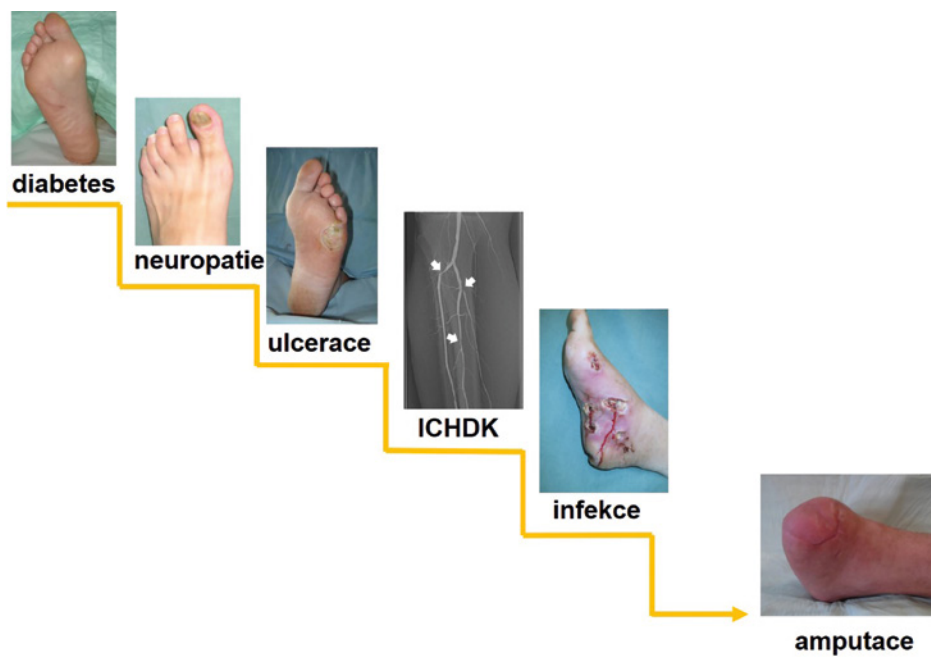 diabetes
neuropatie
ulcerace
ICHDK
infekce
amputace